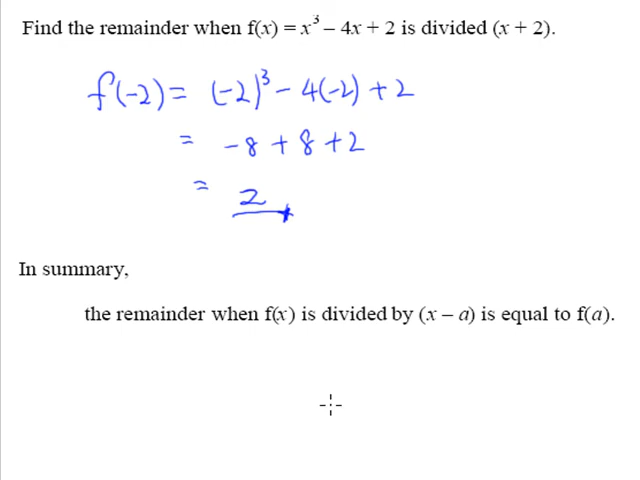 Find the remainder when f(x) = x³ – 4x + 2 is divided (x + 2).
f(-2) = (-2)³ - 4(-2) + 2
= -8 + 8 + 2
= 2
In summary,
the remainder when f(x) is divided by (x – a) is equal to f(a).